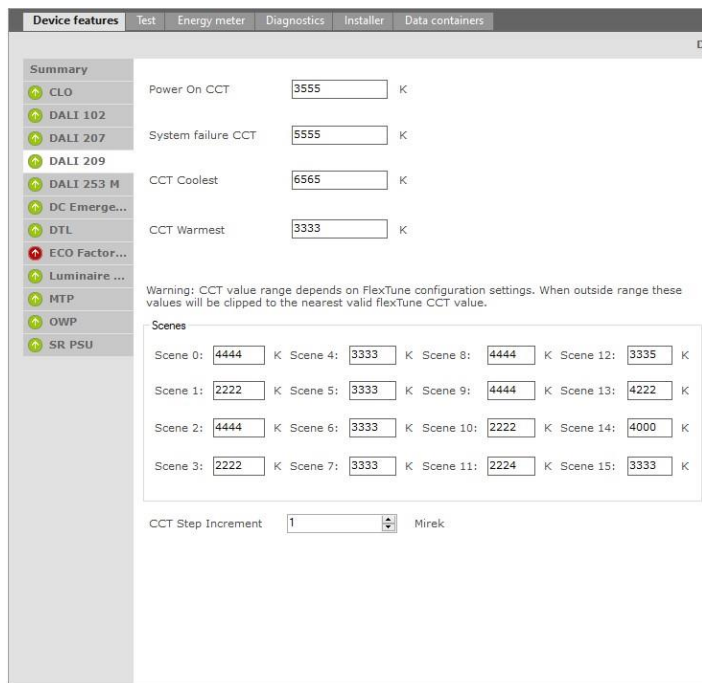 Device features Test Energy meter Diagnostics Installer Data containers
D
Summary
CLO
DALI 102
DALI 207
DALI 209
DALI 253 M
DC Emerge...
DTL
ECO Factor...
Luminaire ...
MTP
OWP
SR PSU
Power On CCT 3555 K
System failure CCT 5555 K
CCT Coolest 6565 K
CCT Warmest 3333 K
Warning: CCT value range depends on FlexTune configuration settings. When outside range these
values will be clipped to the nearest valid flexTune CCT value.
Scenes
Scene 0: 4444 K Scene 4: 3333 K Scene 8: 4444 K Scene 12: 3335 K
Scene 1: 2222 K Scene 5: 3333 K Scene 9: 4444 K Scene 13: 4222 K
Scene 2: 4444 K Scene 6: 3333 K Scene 10: 2222 K Scene 14: 4000 K
Scene 3: 2222 K Scene 7: 3333 K Scene 11: 2224 K Scene 15: 3333 K
CCT Step Increment 1 Mirek